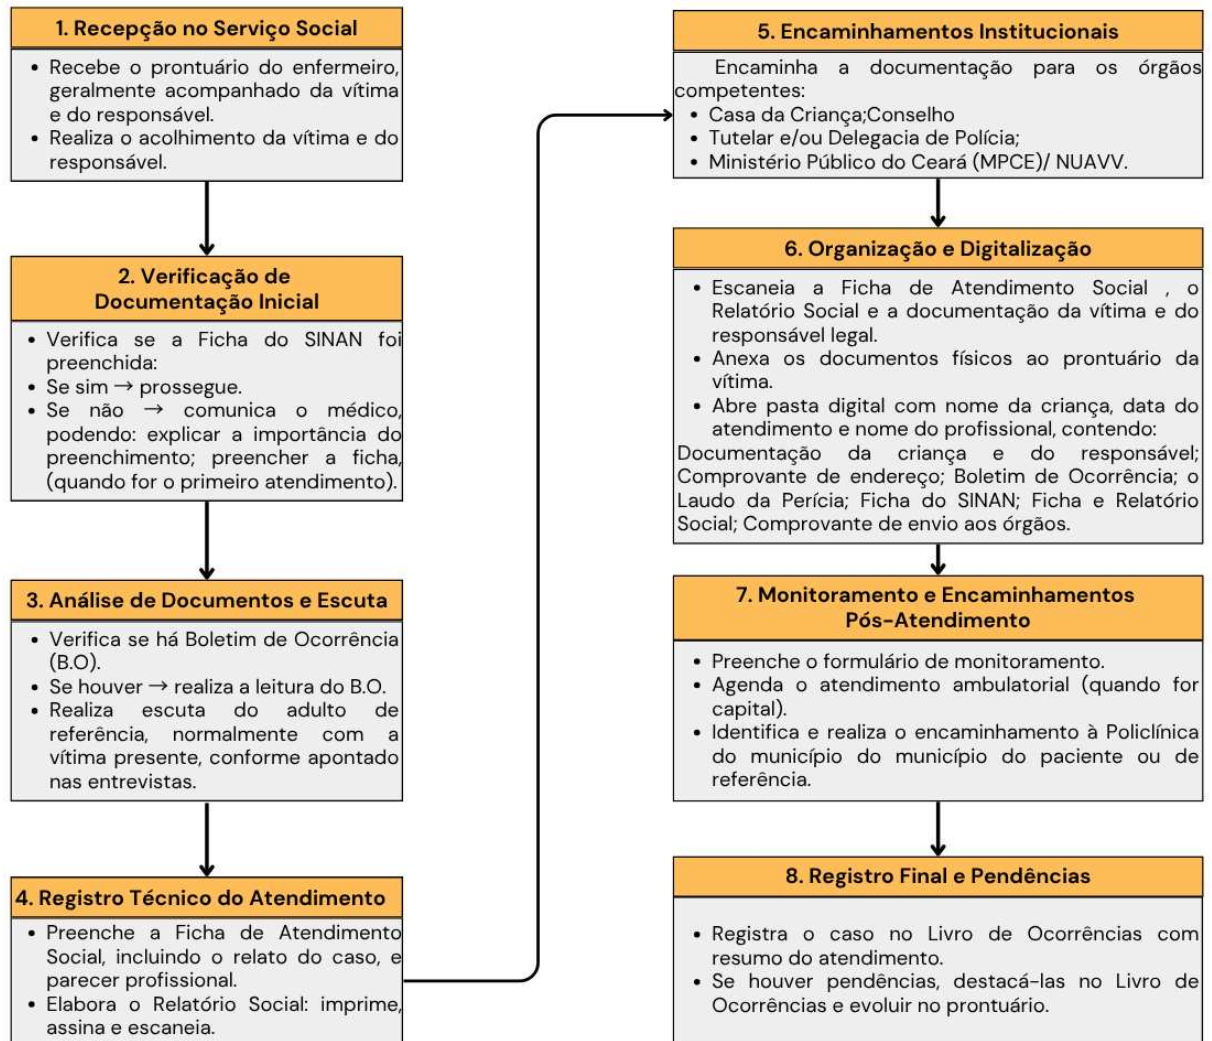 1. Recepção no Serviço Social
• Recebe o prontuário do enfermeiro,
geralmente acompanhado da vítima
e do responsável.
• Realiza o acolhimento da vítima e do
responsável.
2. Verificação de
Documentação Inicial
• Verifica se a Ficha do SINAN foi
preenchida:
• Se sim → prossegue.
• Se não → comunica o médico,
podendo: explicar a importância do
preenchimento; preencher a ficha,
(quando for o primeiro atendimento).
3. Análise de Documentos e Escuta
• Verifica se há Boletim de Ocorrência
(B.O).
• Se houver → realiza a leitura do B.O.
• Realiza escuta do adulto de
referência, normalmente com a
vítima presente, conforme apontado
nas entrevistas.
4. Registro Técnico do Atendimento
• Preenche a Ficha de Atendimento
Social, incluindo o relato do caso, e
parecer profissional.
• Elabora o Relatório Social: imprime,
assina e escaneia.
5. Encaminhamentos Institucionais
Encaminha a documentação para os órgãos
competentes:
• Casa da Criança;Conselho
• Tutelar e/ou Delegacia de Polícia;
• Ministério Público do Ceará (MPCE)/ NUAVV.
6. Organização e Digitalização
• Escaneia a Ficha de Atendimento Social , o
Relatório Social e a documentação da vítima e do
responsável legal.
• Anexa os documentos físicos ao prontuário da
vítima.
• Abre pasta digital com nome da criança, data do
atendimento e nome do profissional, contendo:
Documentação da criança e do responsável;
Comprovante de endereço; Boletim de Ocorrência; o
Laudo da Perícia; Ficha do SINAN; Ficha e Relatório
Social; Comprovante de envio aos órgãos.
7. Monitoramento e Encaminhamentos
Pós-Atendimento
• Preenche o formulário de monitoramento.
• Agenda o atendimento ambulatorial (quando for
capital).
• Identifica e realiza o encaminhamento à Policlínica
do município do município do paciente ou de
referência.
8. Registro Final e Pendências
• Registra o caso no Livro de Ocorrências com
resumo do atendimento.
• Se houver pendências, destacá-las no Livro de
Ocorrências e evoluir no prontuário.